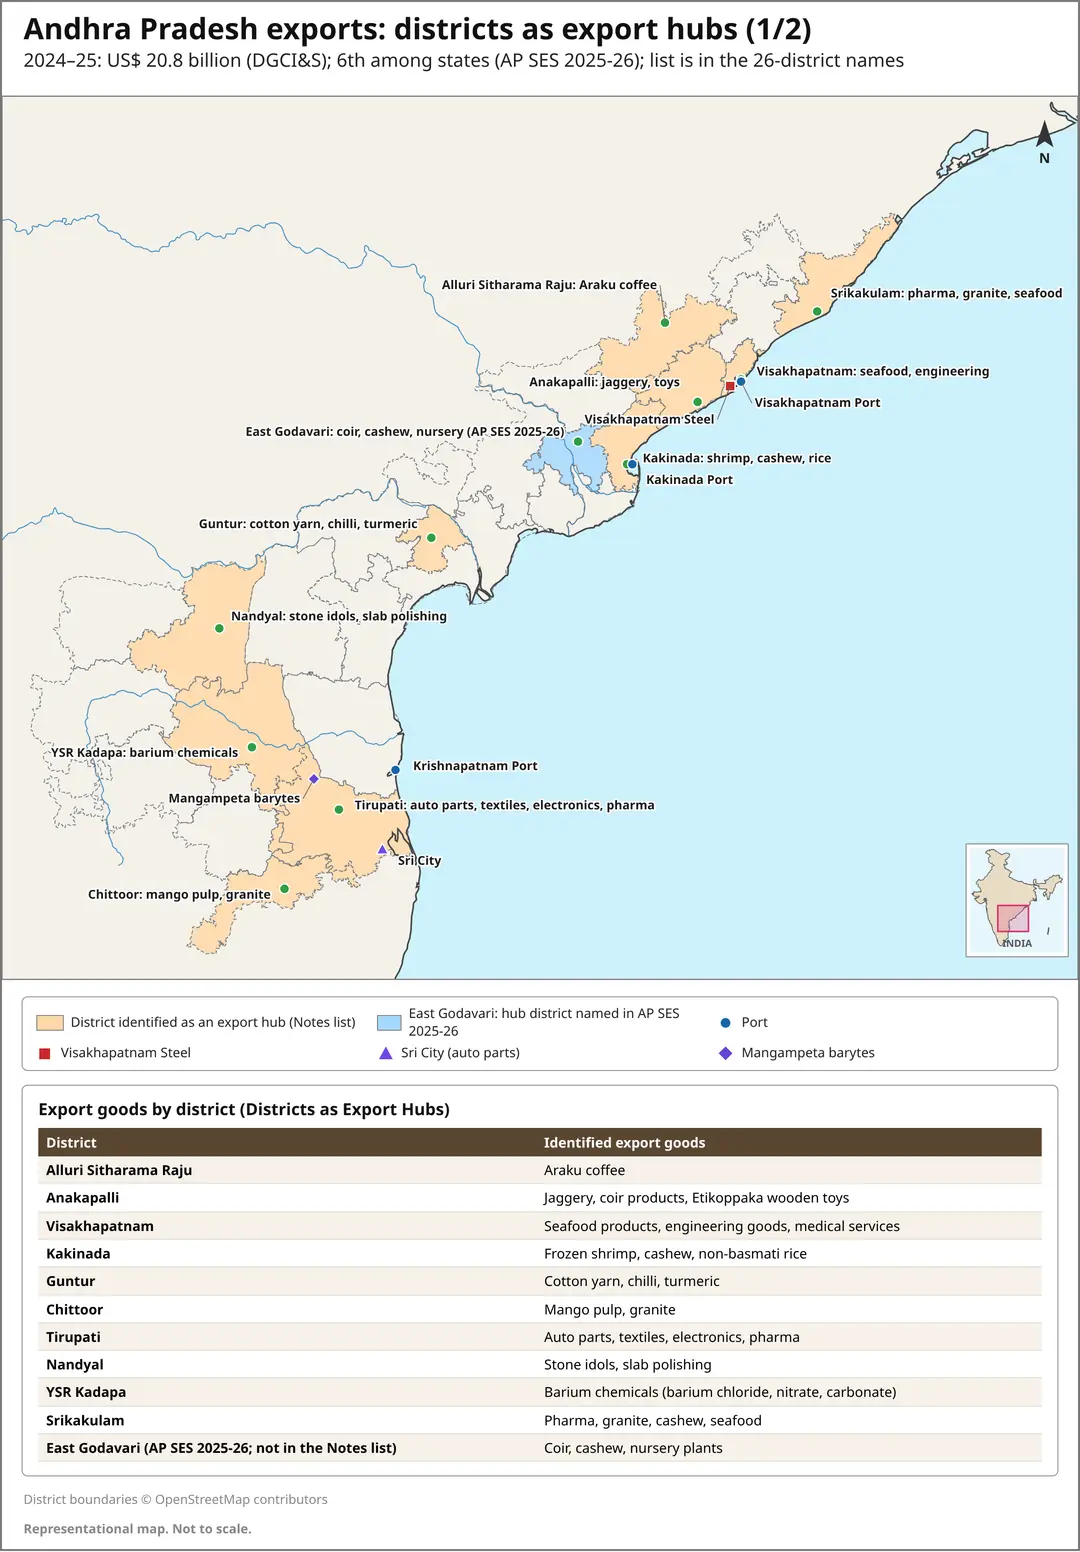 Andhra Pradesh exports: districts as export hubs (1/2)
2024–25: US$ 20.8 billion (DGCI&S); 6th among states (AP SES 2025-26); list is in the 26-district names
N
Alluri Sitharama Raju: Araku coffee
Srikakulam: pharma, granite, seafood
Visakhapatnam: seafood, engineering
Anakapalli: jaggery, toys
Visakhapatnam Port
Visakhapatnam Steel
East Godavari: coir, cashew, nursery (AP SES 2025-26)
Kakinada: shrimp, cashew, rice
Kakinada Port
Guntur: cotton yarn, chilli, turmeric
Nandyal: stone idols, slab polishing
YSR Kadapa: barium chemicals
Krishnapatnam Port
Mangampeta barytes
Tirupati: auto parts, textiles, electronics, pharma
Sri City
Chittoor: mango pulp, granite
INDIA
District identified as an export hub (Notes list)
East Godavari: hub district named in AP SES
2025-26
Port
Visakhapatnam Steel
Sri City (auto parts)
Mangampeta barytes
Export goods by district (Districts as Export Hubs)
District Identified export goods
Alluri Sitharama Raju Araku coffee
Anakapalli Jaggery, coir products, Etikoppaka wooden toys
Visakhapatnam Seafood products, engineering goods, medical services
Kakinada Frozen shrimp, cashew, non-basmati rice
Guntur Cotton yarn, chilli, turmeric
Chittoor Mango pulp, granite
Tirupati Auto parts, textiles, electronics, pharma
Nandyal Stone idols, slab polishing
YSR Kadapa Barium chemicals (barium chloride, nitrate, carbonate)
Srikakulam Pharma, granite, cashew, seafood
East Godavari (AP SES 2025-26; not in the Notes list) Coir, cashew, nursery plants
District boundaries © OpenStreetMap contributors
Representational map. Not to scale.